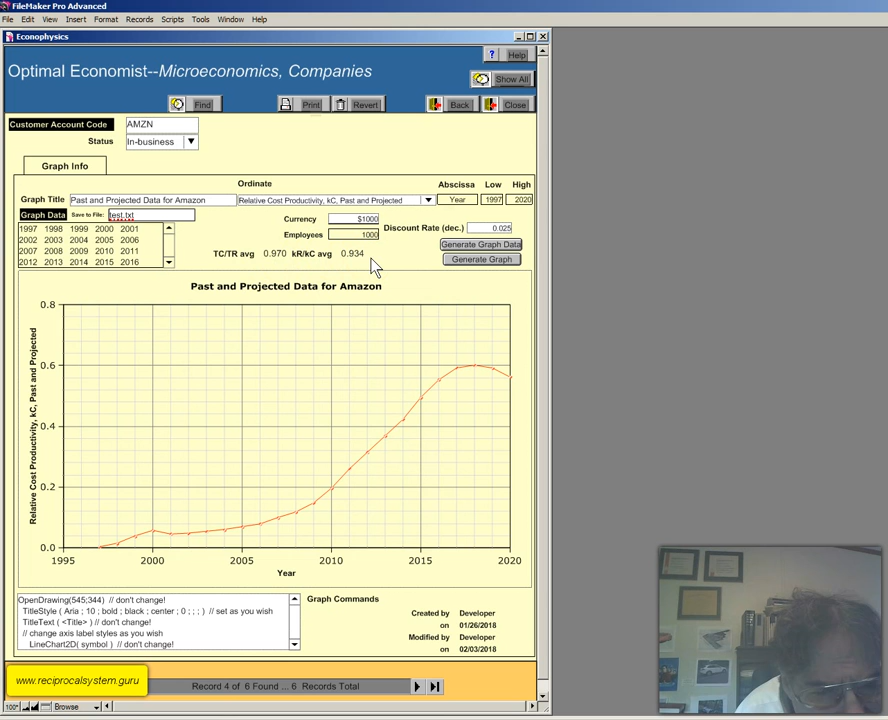 FileMaker Pro Advanced
File Edit View Insert Format Records Scripts Tools Window Help
Econophysics
? Help
Optimal Economist--Microeconomics, Companies
Show All
Find Print Revert Back Close
Customer Account Code AMZN
Status In-business
Graph Info
Ordinate Abscissa Low High
Graph Title Past and Projected Data for Amazon Relative Cost Productivity, kC, Past and Projected Year 1997 2020
Graph Data Save to File: test.txt
Currency $1000
Discount Rate (dec.) 0.025
Employees 1000
1997 1998 1999 2000 2001
2002 2003 2004 2005 2006
2007 2008 2009 2010 2011
2012 2013 2014 2015 2016
Generate Graph Data
TC/TR avg 0.970 kR/kC avg 0.934
Generate Graph
Past and Projected Data for Amazon
0.8
0.6
0.4
0.2
0.0
Relative Cost Productivity, kC, Past and Projected
1995 2000 2005 2010 2015 2020
Year
OpenDrawing(545;344) // don't change!
TitleStyle ( Aria ; 10 ; bold ; black ; center ; 0 ; ; ; ) // set as you wish
TitleText ( <Title> ) // don't change!
// change axis label styles as you wish
LineChart2D( symbol ) // don't change!
Graph Commands
Created by Developer
on 01/26/2018
Modified by Developer
on 02/03/2018
www.reciprocalsystem.guru
Record 4 of 6 Found ... 6 Records Total
100 Browse